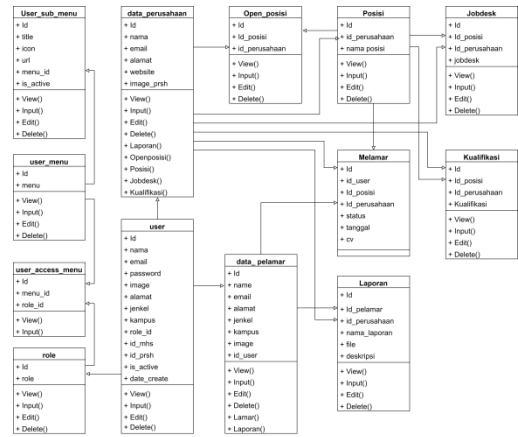 User_sub_menu
+ Id
+ title
+ icon
+ url
+ menu_id
+ is_active
+ View()
+ Input()
+ Edit()
+ Delete()
data_perusahaan
+ Id
+ nama
+ email
+ alamat
+ website
+ image_prsh
+ View()
+ Input()
+ Edit()
+ Delete()
+ Laporan()
+ Openposisi()
+ Posisi()
+ Jobdesk()
+ Kualifikasi()
Open_posisi
+ Id
+ Id_posisi
+ id_perusahaan
+ View()
+ Input()
+ Edit()
+ Delete()
Posisi
+ Id
+ id_perusahaan
+ nama posisi
+ View()
+ Input()
+ Edit()
+ Delete()
Jobdesk
+ Id
+ Id_posisi
+ Id_perusahaan
+ jobdesk
+ View()
+ Input()
+ Edit()
+ Delete()
user_menu
+ Id
+ menu
+ View()
+ Input()
+ Edit()
+ Delete()
Melamar
+ Id
+ id_user
+ Id_posisi
+ Id_perusahaan
+ status
+ tanggal
+ cv
Kualifikasi
+ Id
+ Id_posisi
+ Id_perusahaan
+ Kualifikasi
+ View()
+ Input()
+ Edit()
+ Delete()
user_access_menu
+ Id
+ menu_id
+ role_id
+ View()
+ Input()
user
+ Id
+ nama
+ email
+ password
+ image
+ alamat
+ jenkel
+ kampus
+ role_id
+ id_mhs
+ id_prsh
+ is_active
+ date_create
+ View()
+ Input()
+ Edit()
+ Delete()
data_ pelamar
+ Id
+ name
+ email
+ alamat
+ jenkel
+ kampus
+ image
+ id_user
+ View()
+ Input()
+ Edit()
+ Delete()
+ Lamar()
+ Laporan()
Laporan
+ Id
+ Id_pelamar
+ id_perusahaan
+ nama_laporan
+ file
+ deskripsi
+ View()
+ Input()
+ Edit()
+ Delete()
role
+ Id
+ role
+ View()
+ Input()
+ Edit()
+ Delete()